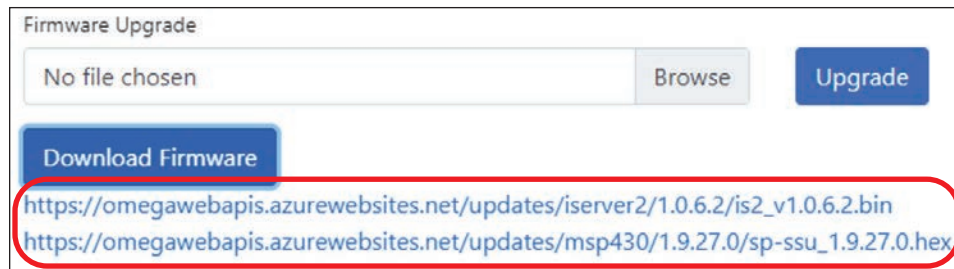 Firmware Upgrade
No file chosen Browse Upgrade
Download Firmware
https://omegawebapis.azurewebsites.net/updates/iserver2/1.0.6.2/is2_v1.0.6.2.bin
https://omegawebapis.azurewebsites.net/updates/msp430/1.9.27.0/sp-ssu_1.9.27.0.hex